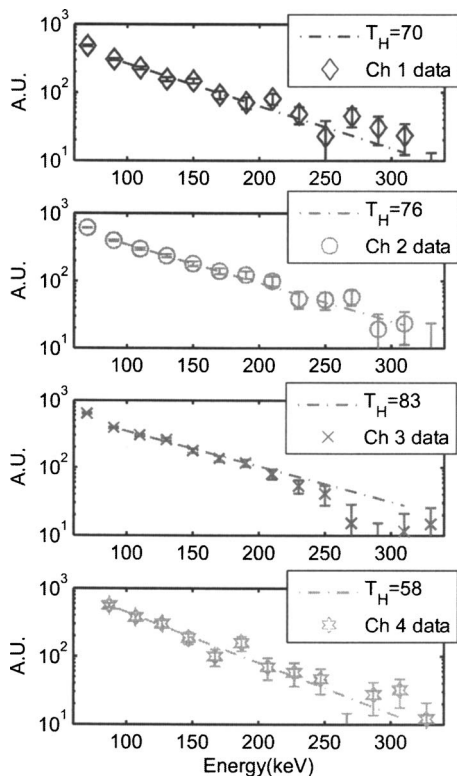 10³
T_H=70
Ch 1 data
A.U.
10²
10¹
100 150 200 250 300
10³
T_H=76
Ch 2 data
A.U.
10²
10¹
100 150 200 250 300
10³
T_H=83
Ch 3 data
A.U.
10²
10¹
100 150 200 250 300
10³
T_H=58
Ch 4 data
A.U.
10²
10¹
100 150 200 250 300
Energy(keV)